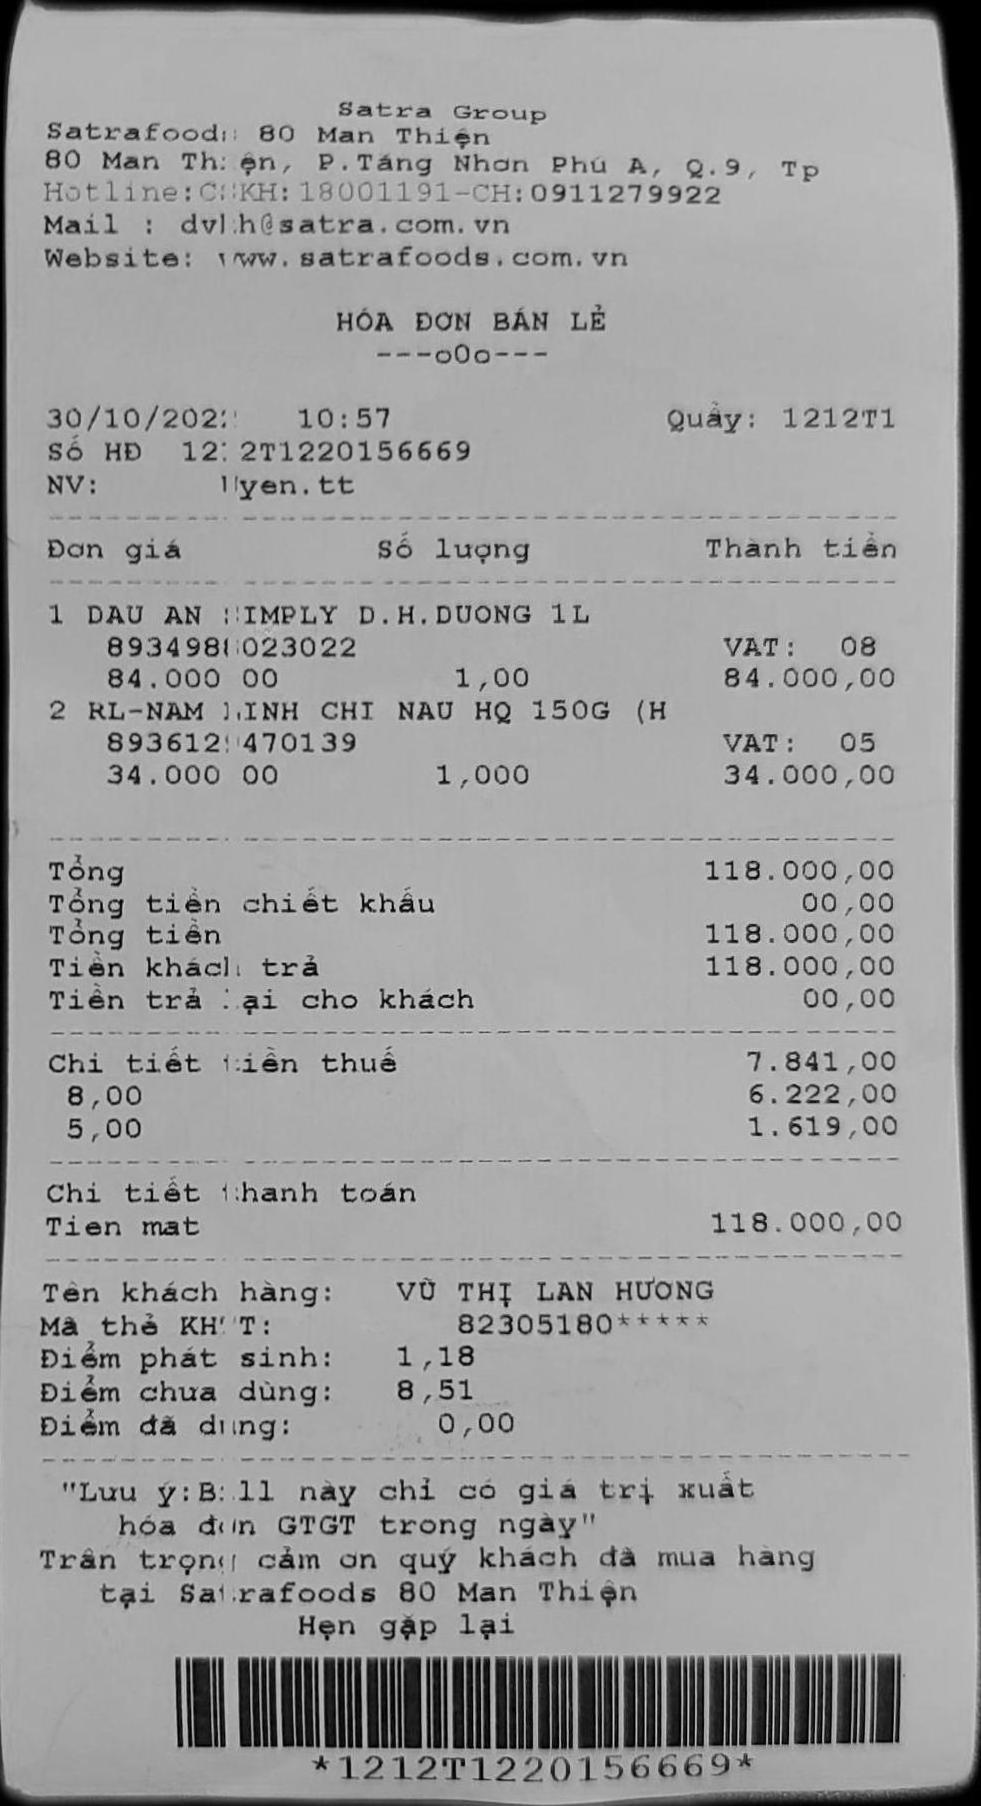 Satra Group
Satrafoods 80 Man Thiện
80 Man Thiện, P.Tăng Nhơn Phú A, Q.9, Tp
Hotline:CSKH:18001191-CH:0911279922
Mail : dvkh@satra.com.vn
Website: www.satrafoods.com.vn
HÓA ĐƠN BÁN LẺ
---o0o---
30/10/2022 10:57 Quầy: 1212T1
Số HĐ 1212T1220156669
NV: Uyen.tt
Đơn giá Số lượng Thành tiền
1 DAU AN SIMPLY D.H.DUONG 1L
8934988023022 VAT: 08
84.000 00 1,00 84.000,00
2 RL-NAM LINH CHI NAU HQ 150G (H
893612 470139 VAT: 05
34.000 00 1,000 34.000,00
Tổng 118.000,00
Tổng tiền chiết khấu 00,00
Tổng tiền 118.000,00
Tiền khách trả 118.000,00
Tiền trả lại cho khách 00,00
Chi tiết tiền thuế 7.841,00
8,00 6.222,00
5,00 1.619,00
Chi tiết thanh toán
Tien mat 118.000,00
Tên khách hàng: VŨ THỊ LAN HƯƠNG
Mã thẻ KHTT: 82305180*****
Điểm phát sinh: 1,18
Điểm chưa dùng: 8,51
Điểm đã dùng: 0,00
"Lưu ý:Bill này chỉ có giá trị xuất
hóa đơn GTGT trong ngày"
Trân trọng cảm ơn quý khách đã mua hàng
tại Satrafoods 80 Man Thiện
Hẹn gặp lại
*1212T1220156669*